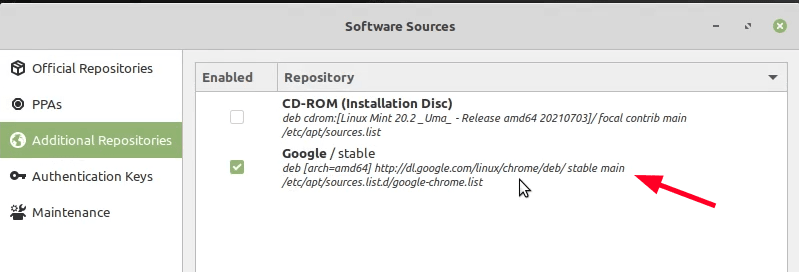 Software Sources
Official Repositories
PPAs
Additional Repositories
Authentication Keys
Maintenance
Enabled Repository
CD-ROM (Installation Disc)
deb cdrom:[Linux Mint 20.2 _Uma_ - Release amd64 20210703]/ focal contrib main
/etc/apt/sources.list
Google / stable
deb [arch=amd64] http://dl.google.com/linux/chrome/deb/ stable main
/etc/apt/sources.list.d/google-chrome.list